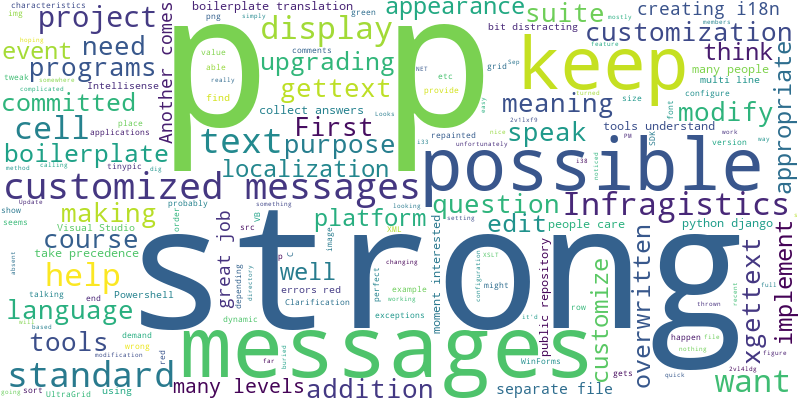 characteristics
boilerplate translation
appearance
suite
creating i18n
img
simply
mostly
members
project
png
comments
green
display
bit distracting
customization
hoping
Another comes
event
need
value
able
really
upgrading
.NET
Sep
feature
many people
tweak
somewhere
complicated
programs
Intellisense
find
gettext
etc
provide
grid
keep
think
turned
multi line
appropriate
committed
place
applications
collect answers
Looks
easy
meaning
size
configure
modify
cell
First
2vl1xf9
nice
font
version
text
purpose
speak
SDK
tools understand
boilerplate
tinypic
i33
repainted
PM
work
way
method
calling
dig
localization
unfortunately
noticed
i38
possible
p
p
customized messages
Update
show
order
VB
something
looking
setting
question
Infragistics
absent
making
probably
great job
src
image
platform
XML
changing
edit
people care
python django
seems
Visual Studio
course
take precedence
depending
directory
p
C
well
perfect
example
working
moment interested
XSLT
configuration
might
public repository
customize
overwritten
xgettext
implement
talking
end
Powershell
help
errors red
Clarification
exceptions
row
it'd
happen
file
thrown
recent
full
language
strong
demand
wrong
dynamic
nothing
tools
will
based
modification
red
far
buried
messages
WinForms
gets
quick
figure
2vl4ldg
standard
going
sort
UltraGrid
using
many levels
addition
separate file
want